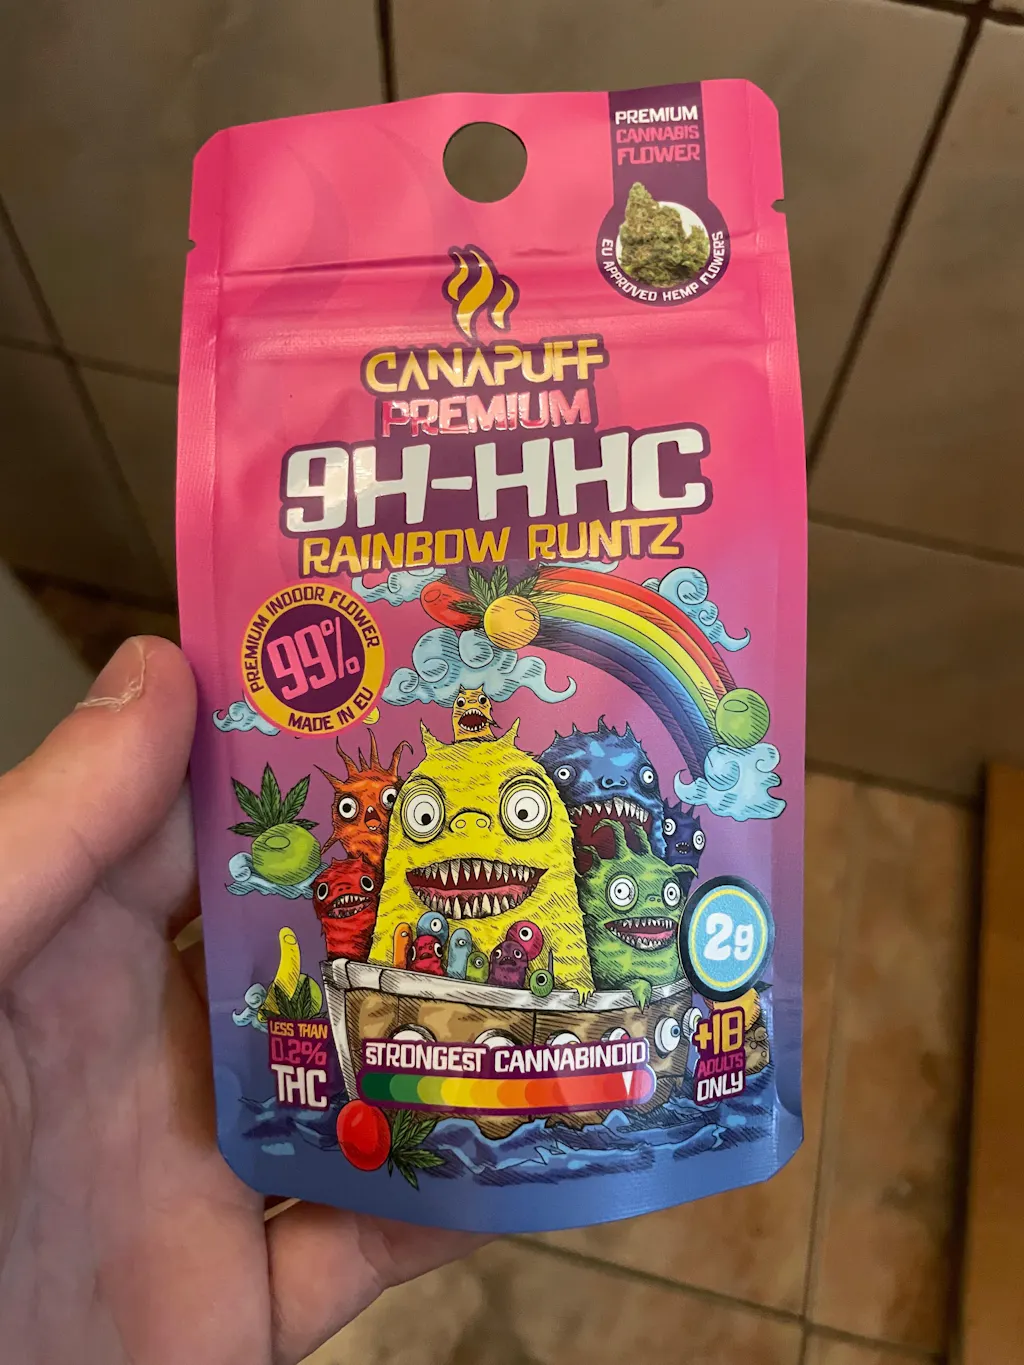 PREMIUM
CANNABIS
FLOWER
EU APPROVED HEMP FLOWERS
CANAPUFF
PREMIUM
9H-HHC
RAINBOW RUNTZ
PREMIUM INDOOR FLOWER
99%
MADE IN EU
2g
LESS THAN
0.2%
THC
STRONGEST CANNABINOID
+18
ADULTS
ONLY